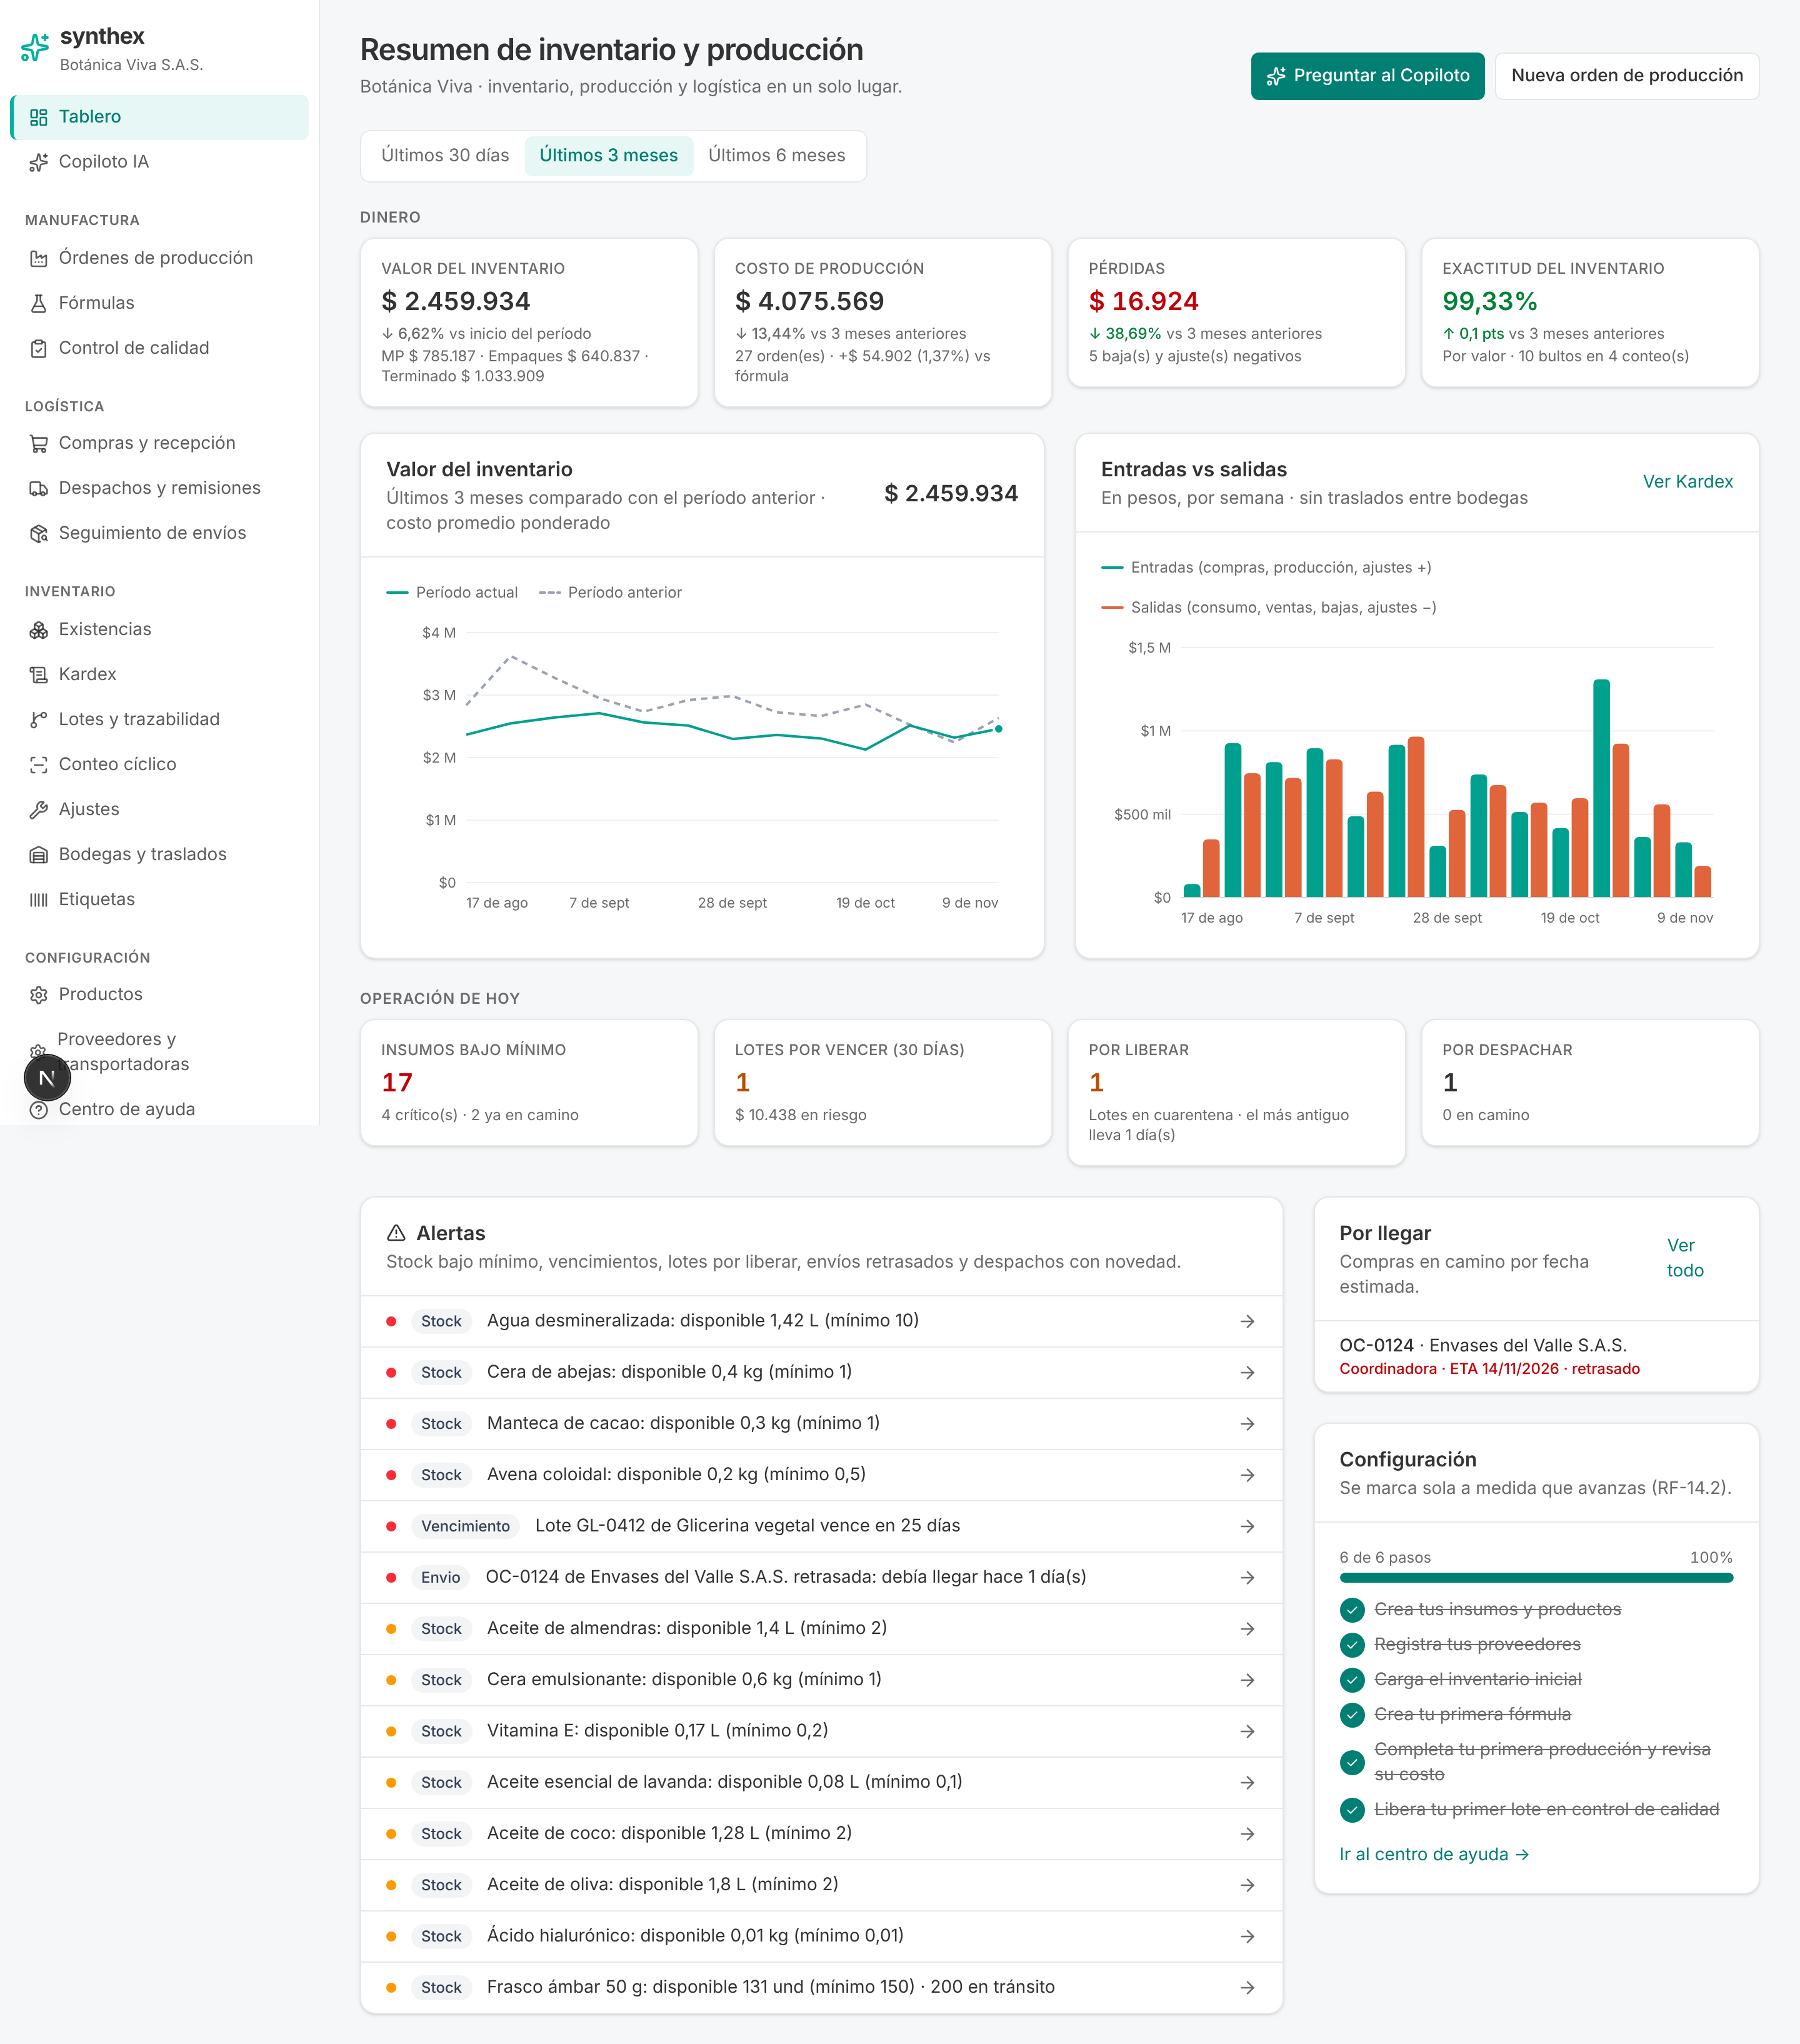 synthex
Botánica Viva S.A.S.
Tablero
Copiloto IA
MANUFACTURA
Órdenes de producción
Fórmulas
Control de calidad
LOGÍSTICA
Compras y recepción
Despachos y remisiones
Seguimiento de envíos
INVENTARIO
Existencias
Kardex
Lotes y trazabilidad
Conteo cíclico
Ajustes
Bodegas y traslados
Etiquetas
CONFIGURACIÓN
Productos
Proveedores y
transportadoras
N
Centro de ayuda
Resumen de inventario y producción
Botánica Viva · inventario, producción y logística en un solo lugar.
Preguntar al Copiloto
Nueva orden de producción
Últimos 30 días
Últimos 3 meses
Últimos 6 meses
DINERO
VALOR DEL INVENTARIO
$ 2.459.934
↓ 6,62% vs inicio del período
MP $ 785.187 · Empaques $ 640.837 ·
Terminado $ 1.033.909
COSTO DE PRODUCCIÓN
$ 4.075.569
↓ 13,44% vs 3 meses anteriores
27 orden(es) · +$ 54.902 (1,37%) vs
fórmula
PÉRDIDAS
$ 16.924
↓ 38,69% vs 3 meses anteriores
5 baja(s) y ajuste(s) negativos
EXACTITUD DEL INVENTARIO
99,33%
↑ 0,1 pts vs 3 meses anteriores
Por valor · 10 bultos en 4 conteo(s)
Valor del inventario
Últimos 3 meses comparado con el período anterior ·
costo promedio ponderado
$ 2.459.934
Período actual
Período anterior
$4 M
$3 M
$2 M
$1 M
$0
17 de ago
7 de sept
28 de sept
19 de oct
9 de nov
Entradas vs salidas
En pesos, por semana · sin traslados entre bodegas
Ver Kardex
Entradas (compras, producción, ajustes +)
Salidas (consumo, ventas, bajas, ajustes −)
$1,5 M
$1 M
$500 mil
$0
17 de ago
7 de sept
28 de sept
19 de oct
9 de nov
OPERACIÓN DE HOY
INSUMOS BAJO MÍNIMO
17
4 crítico(s) · 2 ya en camino
LOTES POR VENCER (30 DÍAS)
1
$ 10.438 en riesgo
POR LIBERAR
1
Lotes en cuarentena · el más antiguo
lleva 1 día(s)
POR DESPACHAR
1
0 en camino
Alertas
Stock bajo mínimo, vencimientos, lotes por liberar, envíos retrasados y despachos con novedad.
Stock Agua desmineralizada: disponible 1,42 L (mínimo 10) →
Stock Cera de abejas: disponible 0,4 kg (mínimo 1) →
Stock Manteca de cacao: disponible 0,3 kg (mínimo 1) →
Stock Avena coloidal: disponible 0,2 kg (mínimo 0,5) →
Vencimiento Lote GL-0412 de Glicerina vegetal vence en 25 días →
Envio OC-0124 de Envases del Valle S.A.S. retrasada: debía llegar hace 1 día(s) →
Stock Aceite de almendras: disponible 1,4 L (mínimo 2) →
Stock Cera emulsionante: disponible 0,6 kg (mínimo 1) →
Stock Vitamina E: disponible 0,17 L (mínimo 0,2) →
Stock Aceite esencial de lavanda: disponible 0,08 L (mínimo 0,1) →
Stock Aceite de coco: disponible 1,28 L (mínimo 2) →
Stock Aceite de oliva: disponible 1,8 L (mínimo 2) →
Stock Ácido hialurónico: disponible 0,01 kg (mínimo 0,01) →
Stock Frasco ámbar 50 g: disponible 131 und (mínimo 150) · 200 en tránsito →
Por llegar
Compras en camino por fecha
estimada.
Ver
todo
OC-0124 · Envases del Valle S.A.S.
Coordinadora · ETA 14/11/2026 · retrasado
Configuración
Se marca sola a medida que avanzas (RF-14.2).
6 de 6 pasos
100%
Crea tus insumos y productos
Registra tus proveedores
Carga el inventario inicial
Crea tu primera fórmula
Completa tu primera producción y revisa
su costo
Libera tu primer lote en control de calidad
Ir al centro de ayuda →